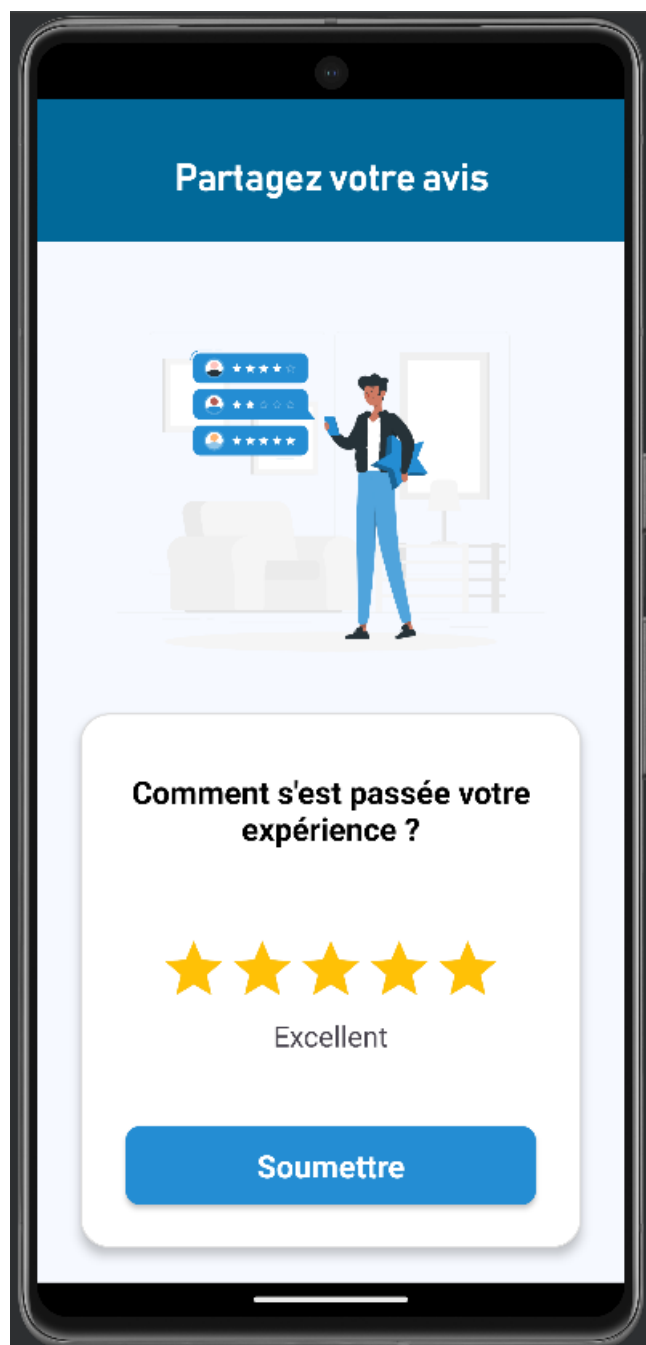 Partagez votre avis
Comment s'est passée votre
expérience ?
Excellent
Soumettre